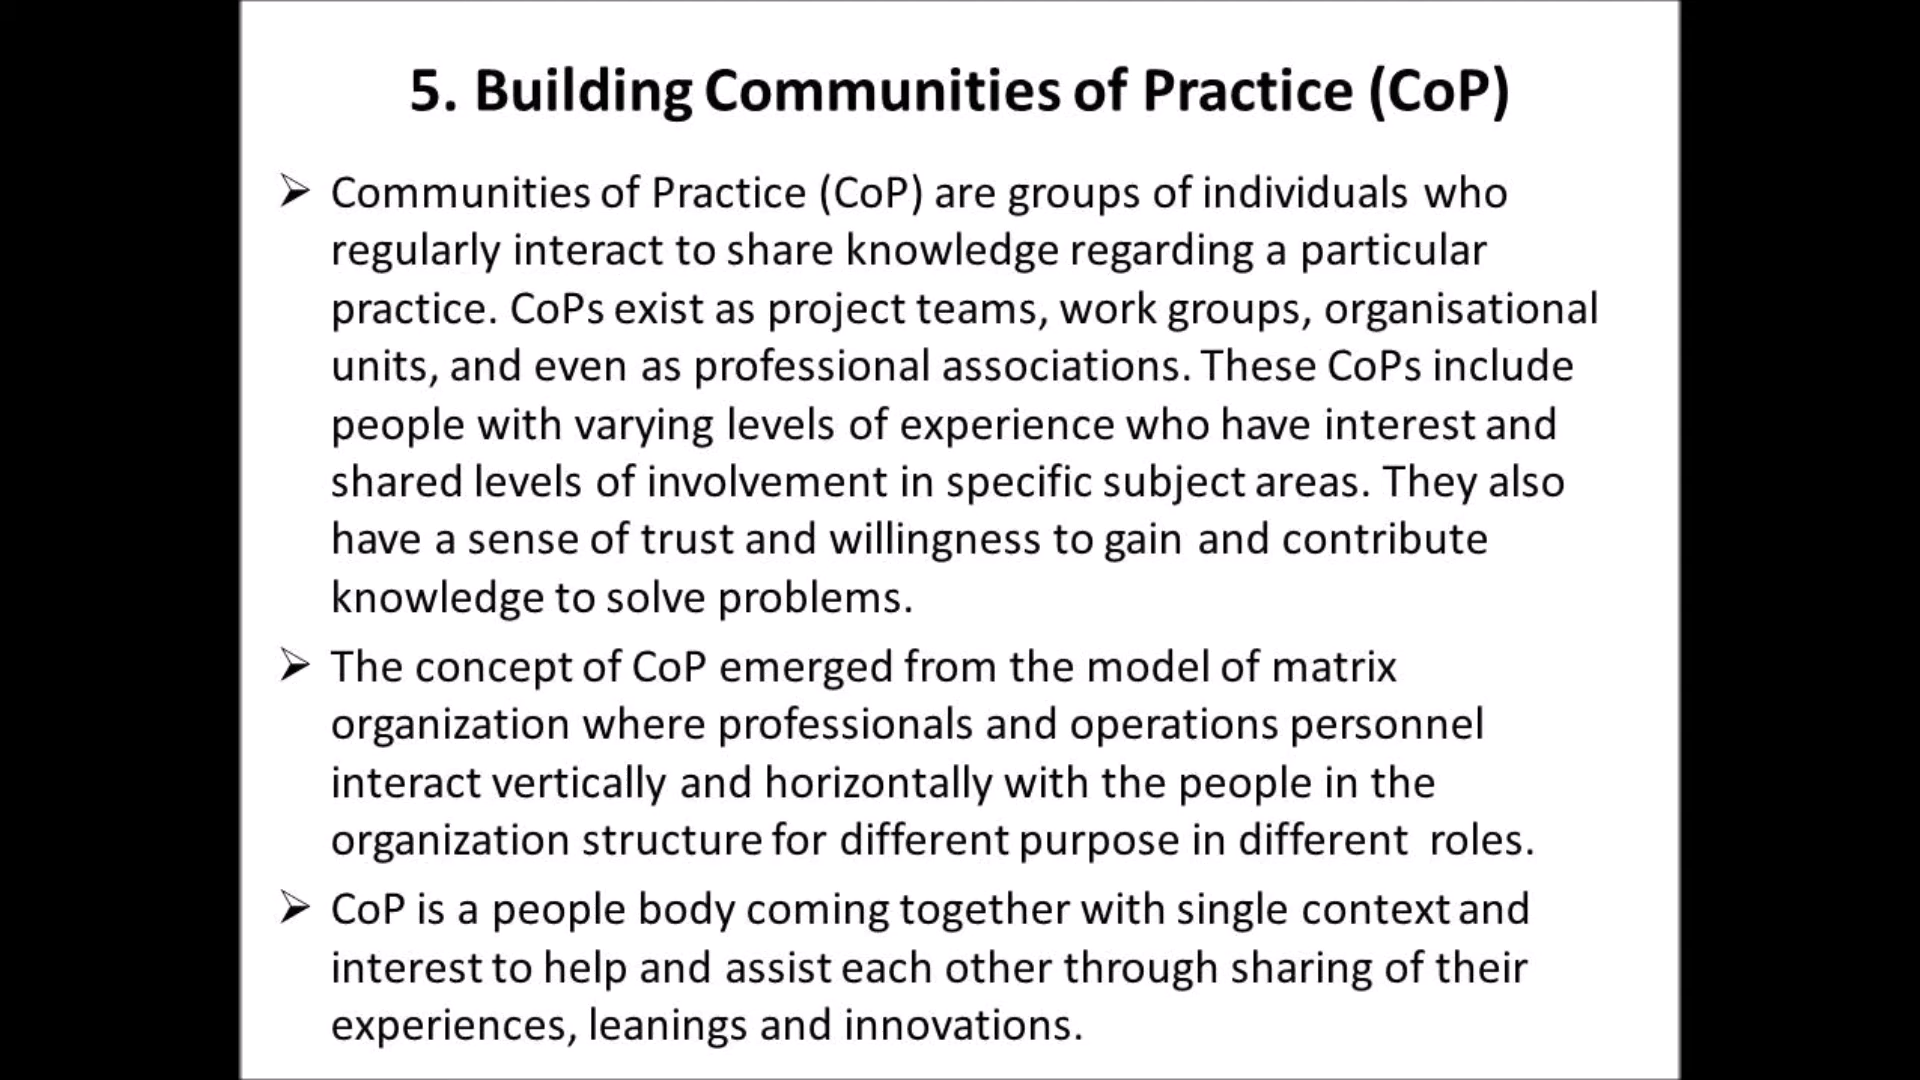 5. Building Communities of Practice (CoP)
➢ Communities of Practice (CoP) are groups of individuals who
regularly interact to share knowledge regarding a particular
practice. CoPs exist as project teams, work groups, organisational
units, and even as professional associations. These CoPs include
people with varying levels of experience who have interest and
shared levels of involvement in specific subject areas. They also
have a sense of trust and willingness to gain and contribute
knowledge to solve problems.
➢ The concept of CoP emerged from the model of matrix
organization where professionals and operations personnel
interact vertically and horizontally with the people in the
organization structure for different purpose in different roles.
➢ CoP is a people body coming together with single context and
interest to help and assist each other through sharing of their
experiences, leanings and innovations.